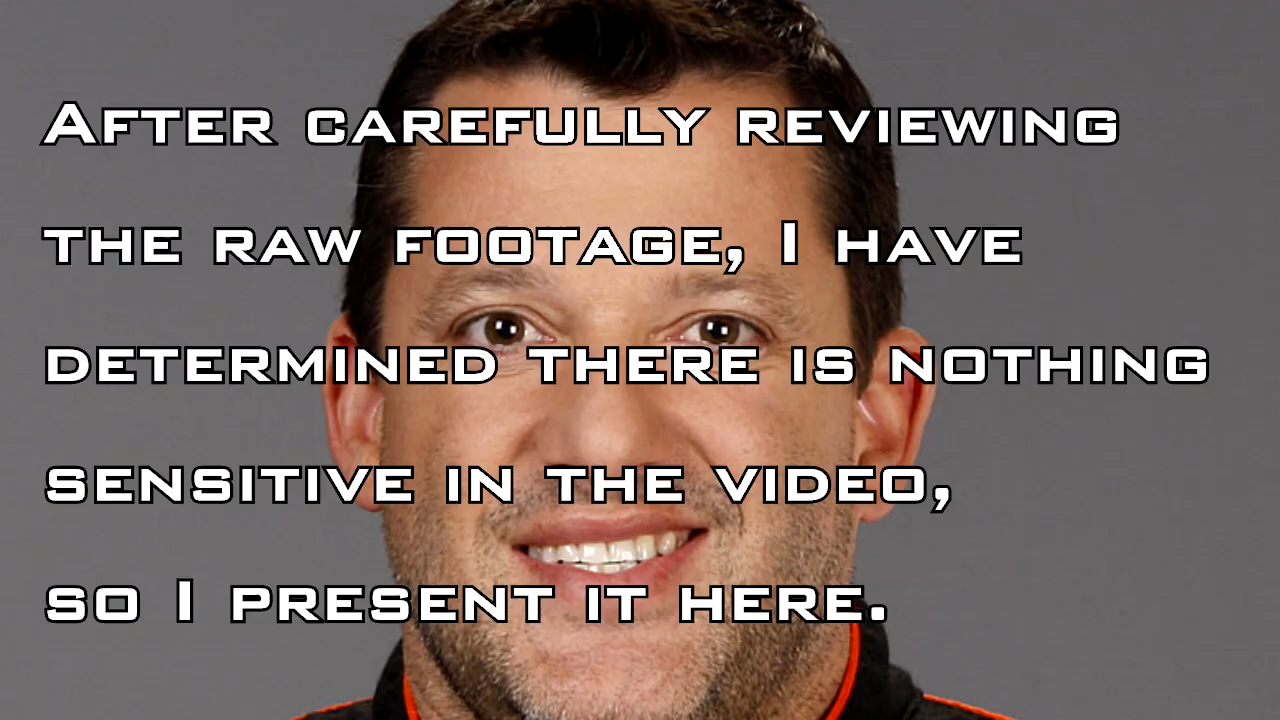 After carefully reviewing
the raw footage, I have
determined there is nothing
sensitive in the video,
so I present it here.